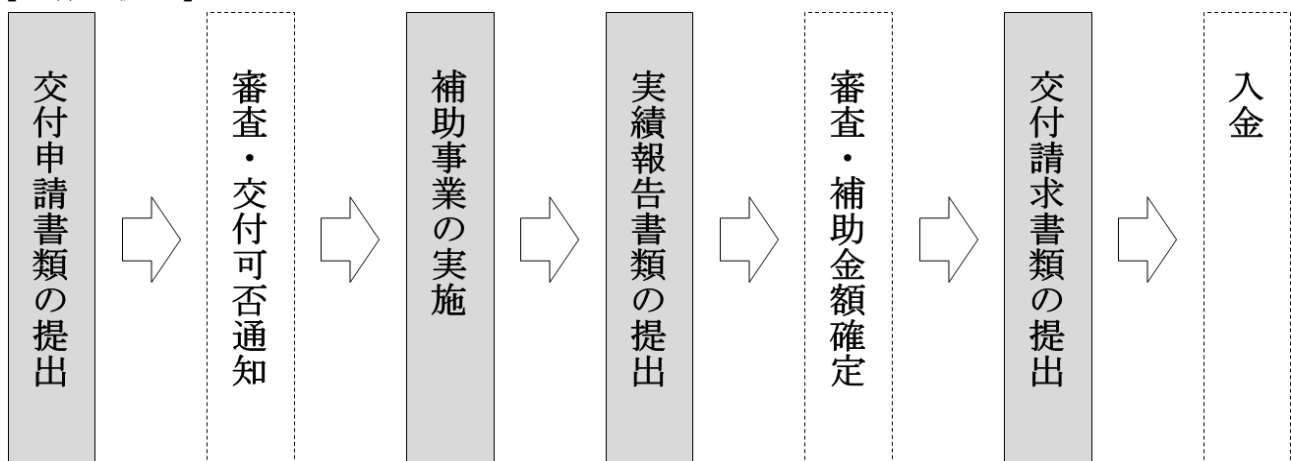 交付申請書類の提出
審査・交付可否通知
補助事業の実施
実績報告書類の提出
審査・補助金額確定
交付請求書類の提出
入金